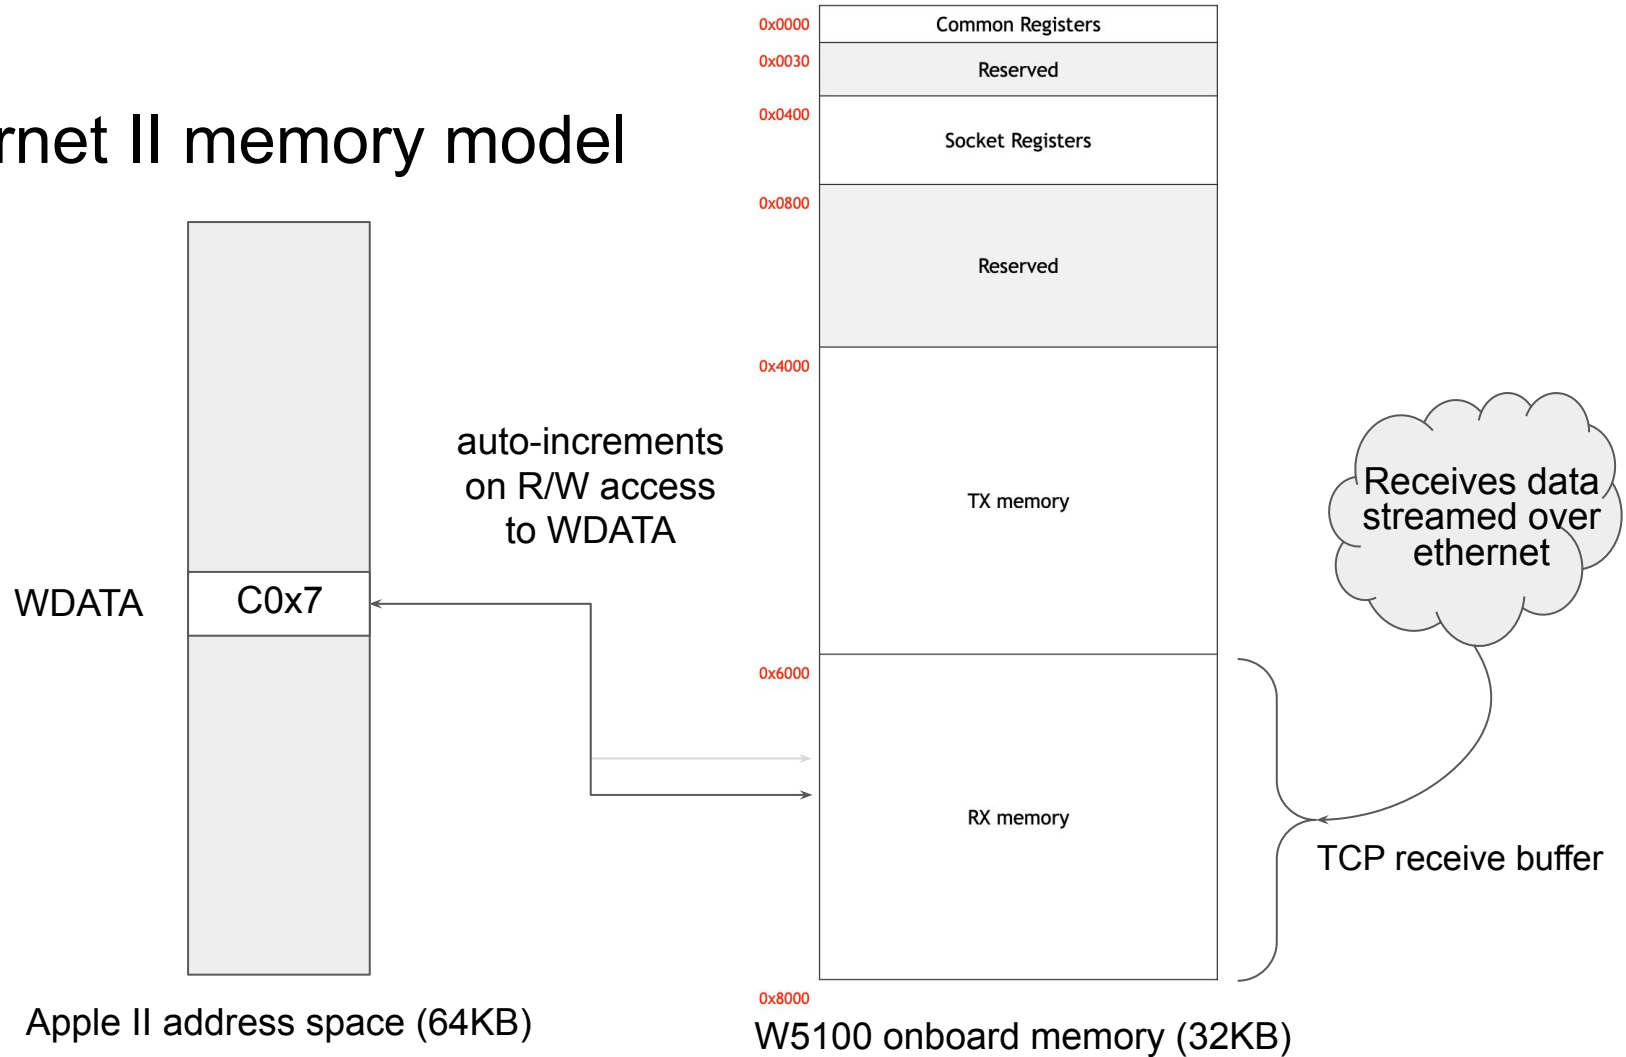 rnet II memory model
0x0000
Common Registers
0x0030
Reserved
0x0400
Socket Registers
0x0800
Reserved
0x4000
TX memory
0x6000
RX memory
0x8000
auto-increments
on R/W access
to WDATA
WDATA
C0x7
Receives data
streamed over
ethernet
TCP receive buffer
Apple II address space (64KB)
W5100 onboard memory (32KB)